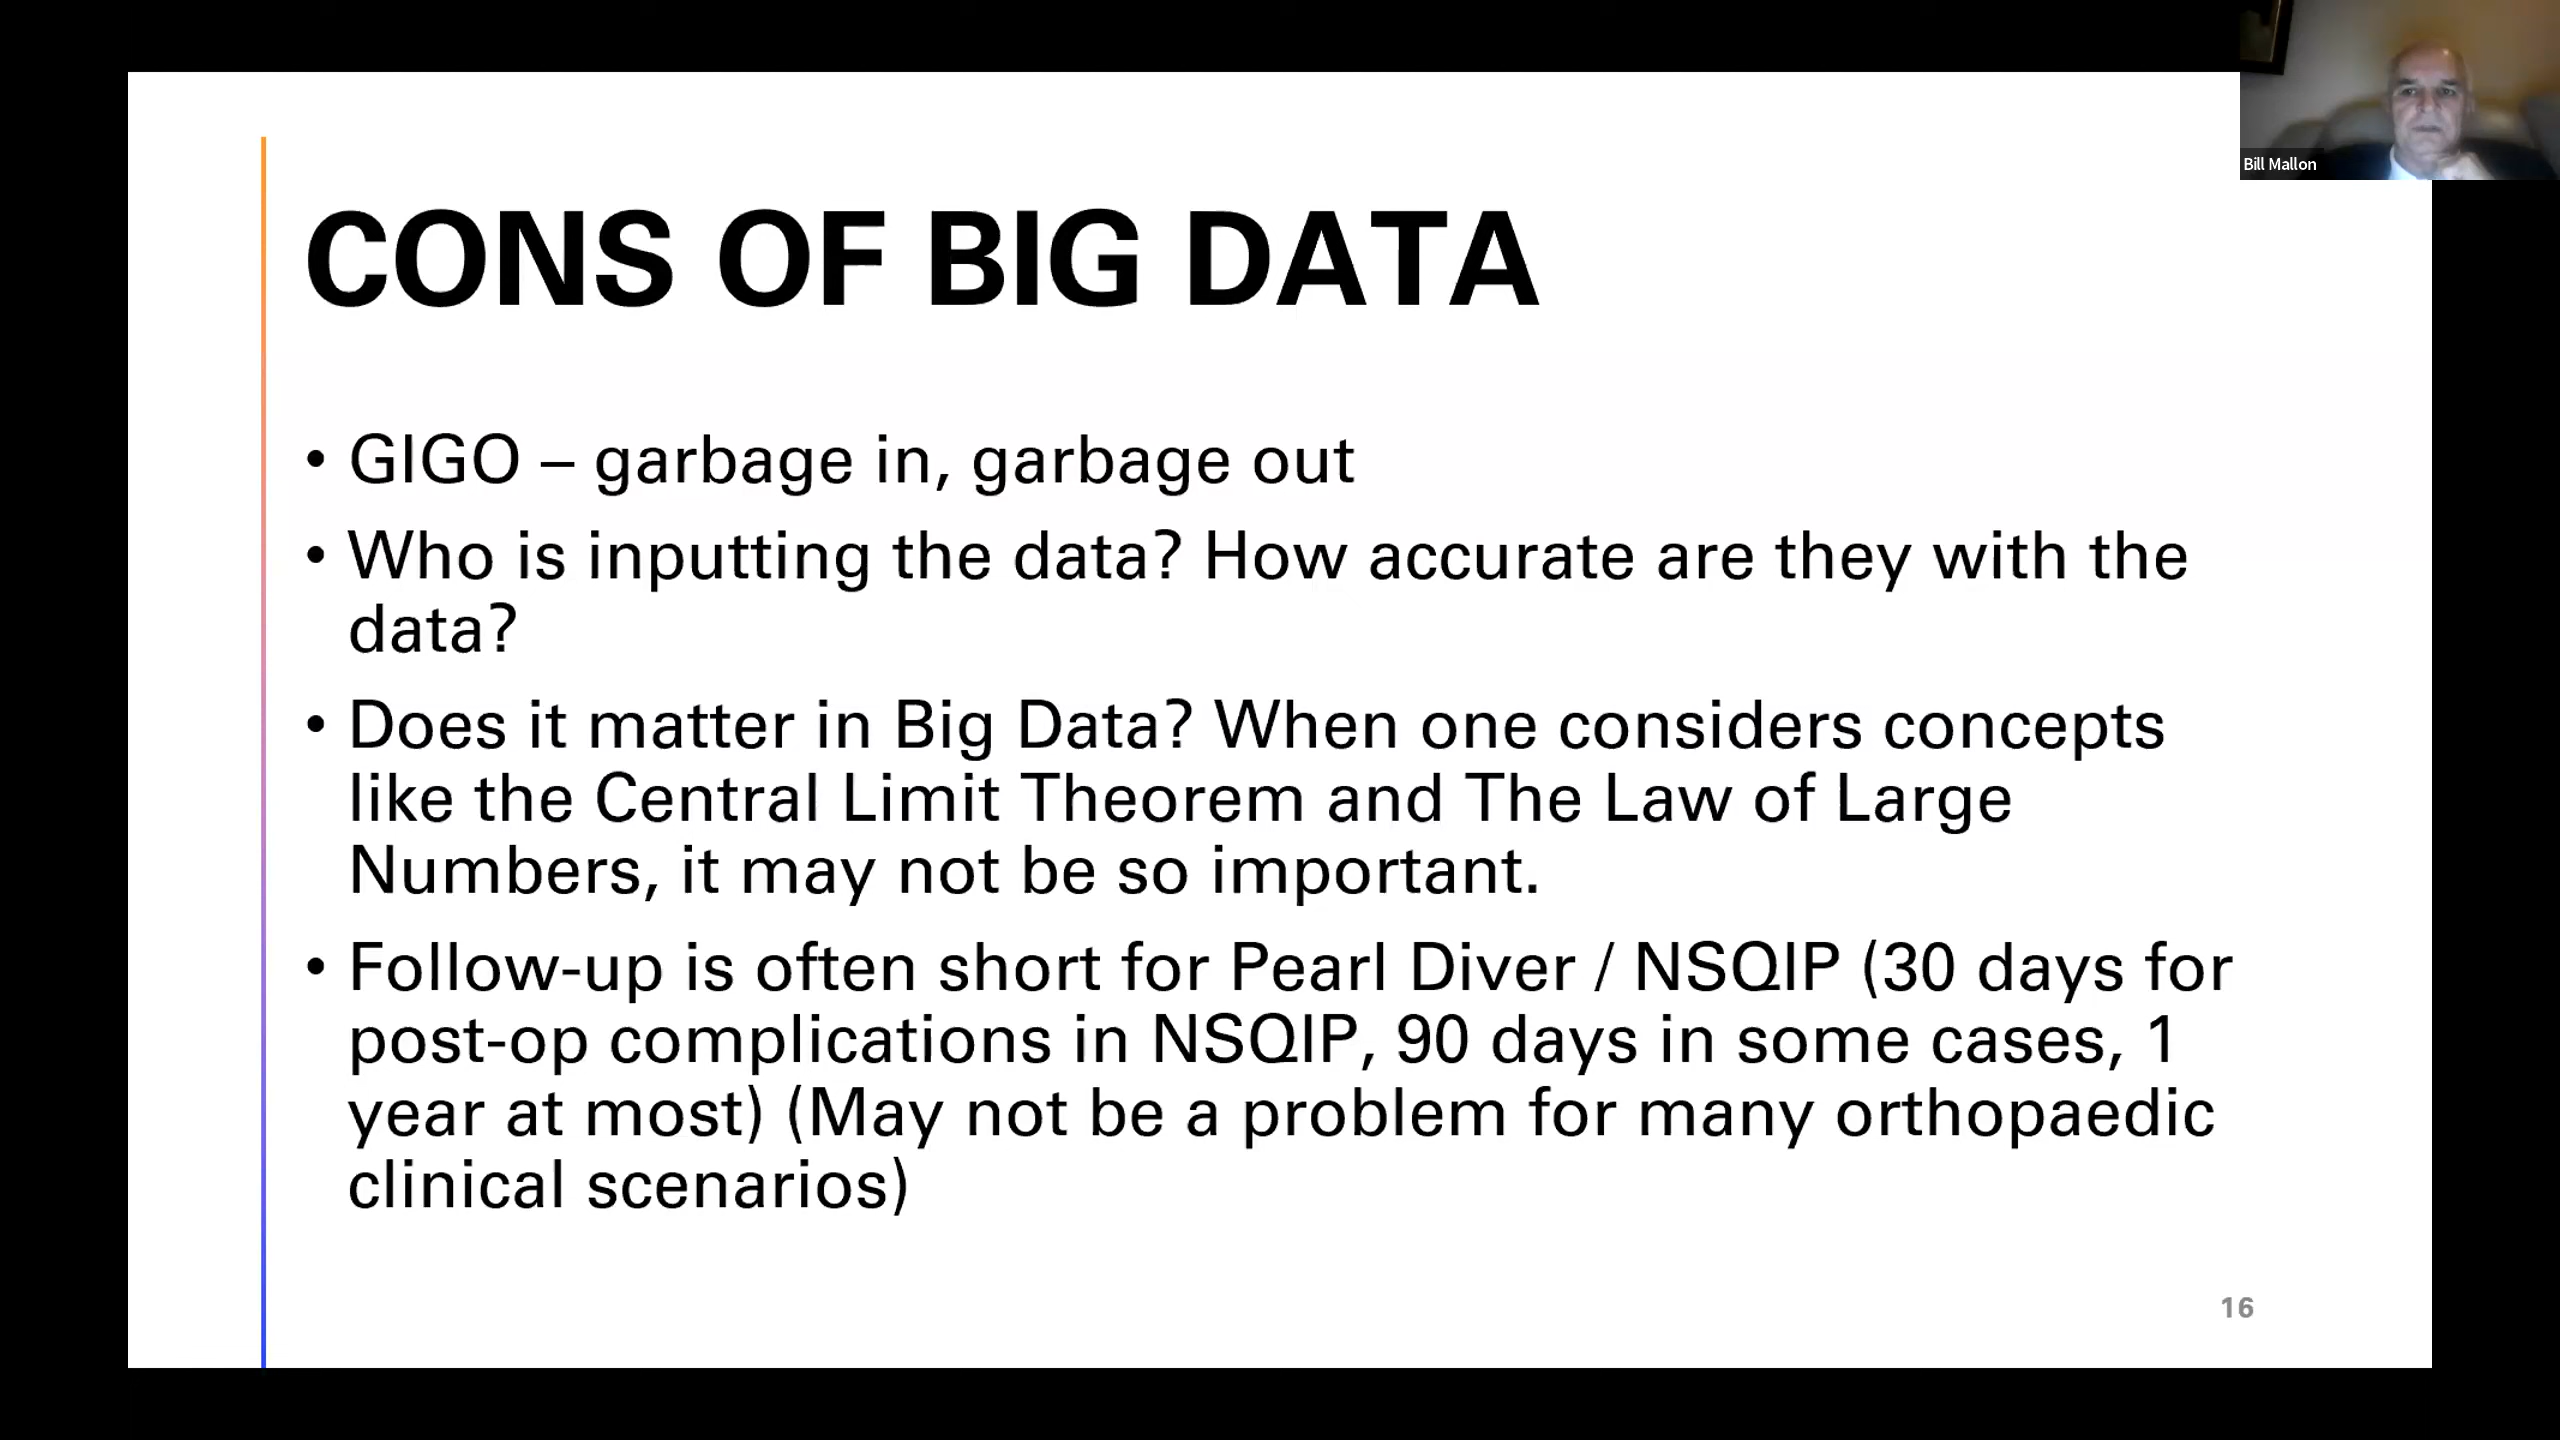 Bill Mallon
CONS OF BIG DATA
• GIGO – garbage in, garbage out
• Who is inputting the data? How accurate are they with the
data?
• Does it matter in Big Data? When one considers concepts
like the Central Limit Theorem and The Law of Large
Numbers, it may not be so important.
• Follow-up is often short for Pearl Diver / NSQIP (30 days for
post-op complications in NSQIP, 90 days in some cases, 1
year at most) (May not be a problem for many orthopaedic
clinical scenarios)
16